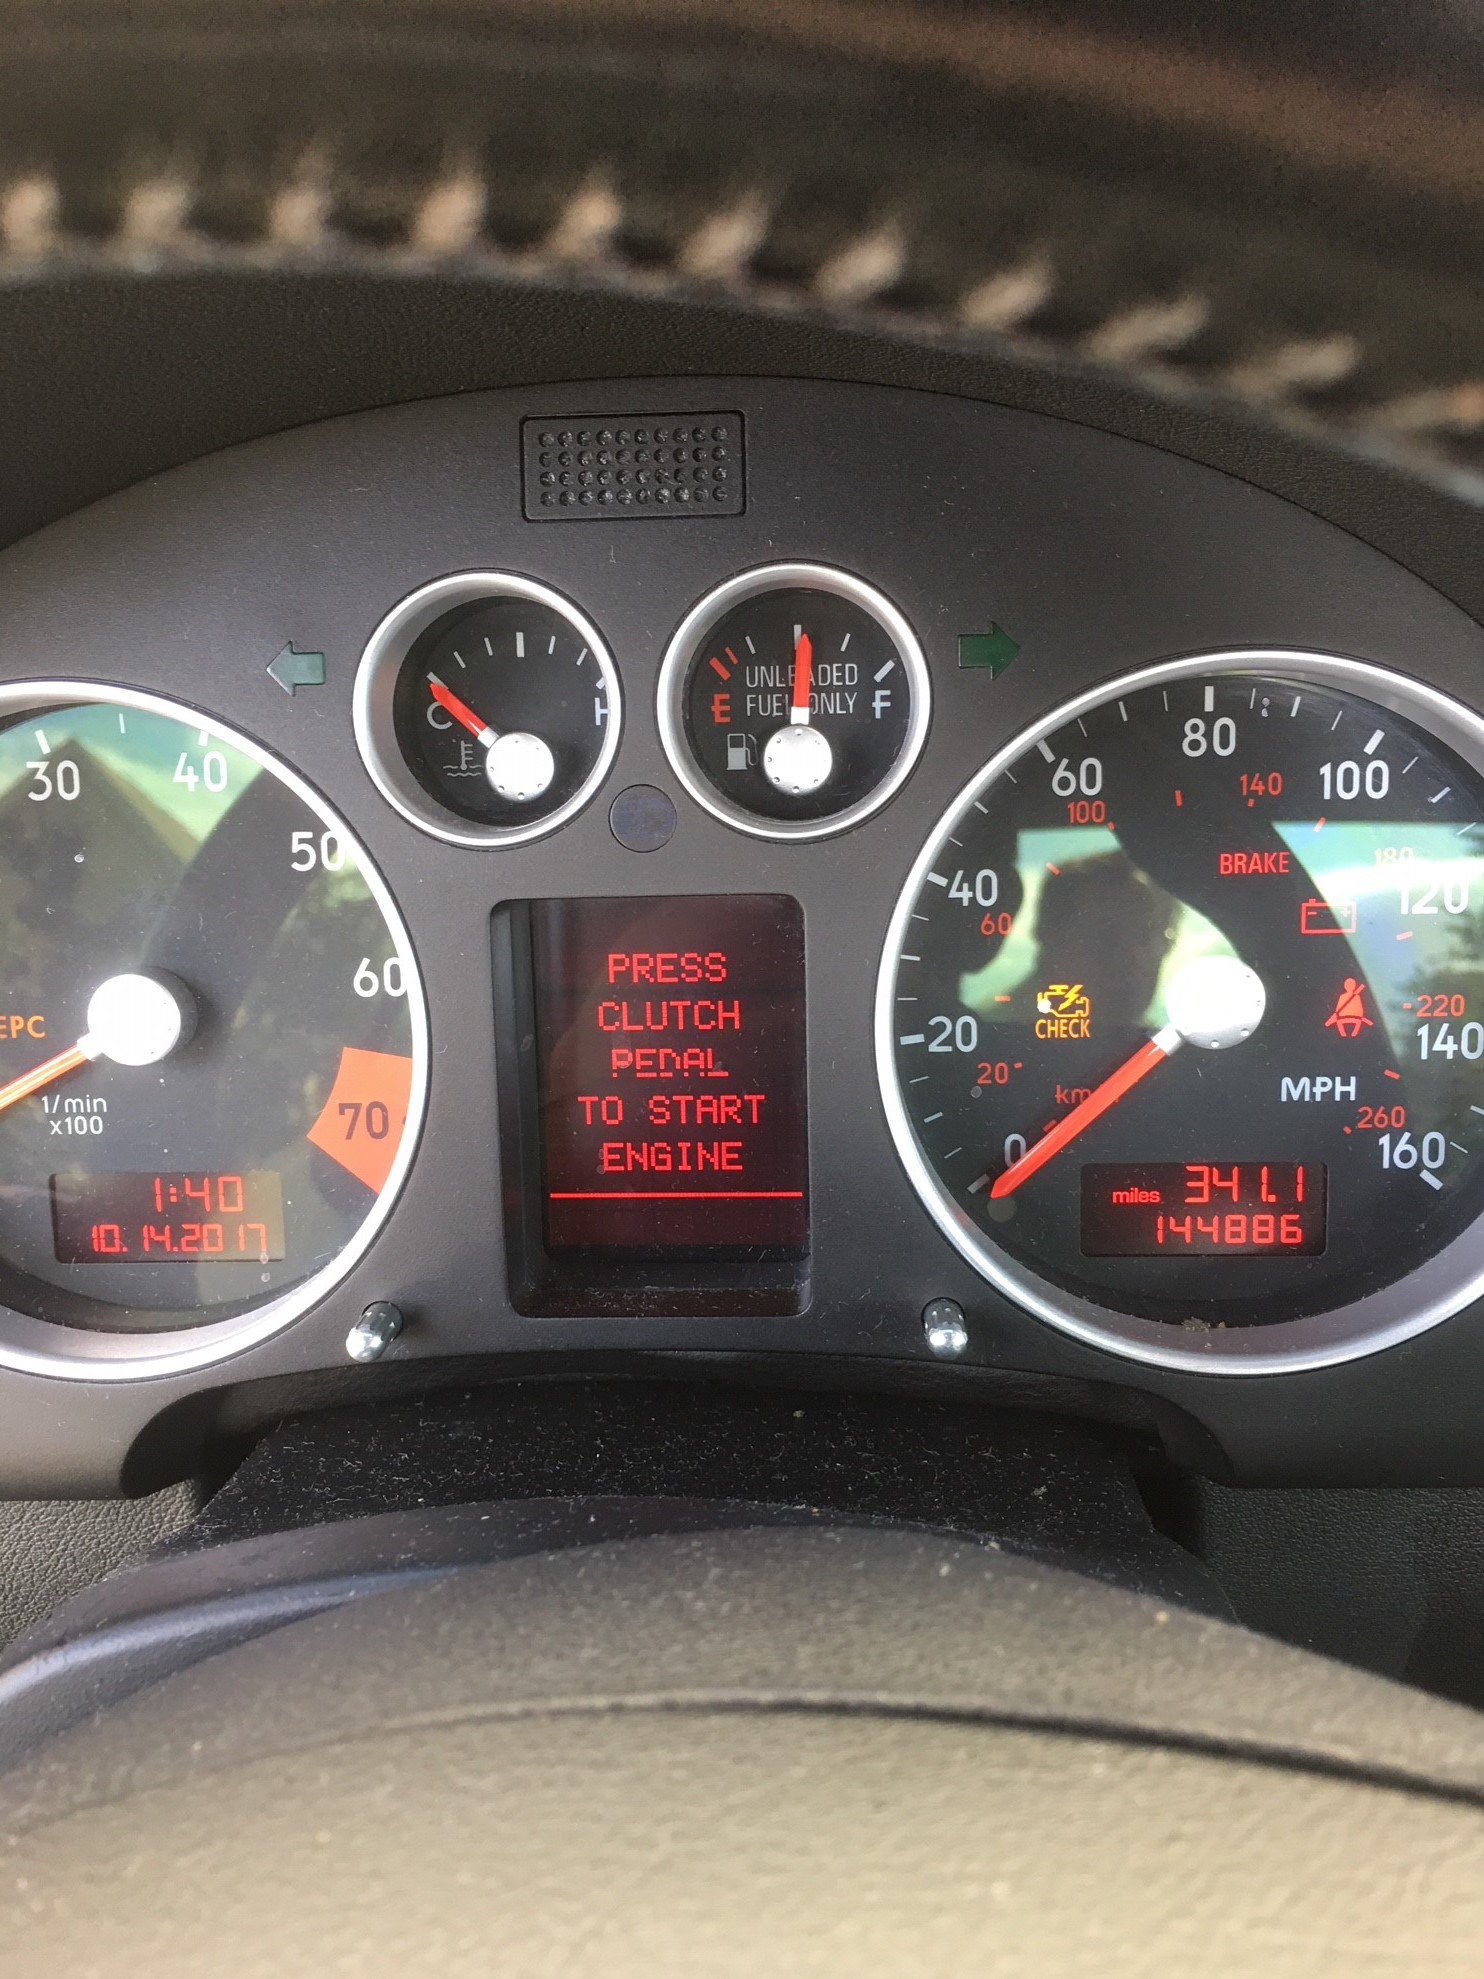 C
H
UNLEADED
FUEL ONLY
E
F
30
40
50
60
70
EPC
1/min
x100
1:40
10.14.2017
PRESS
CLUTCH
PEDAL
TO START
ENGINE
0
20
40
60
80
100
120
140
160
20
60
100
140
180
220
260
BRAKE
CHECK
MPH
miles 341.1
144886